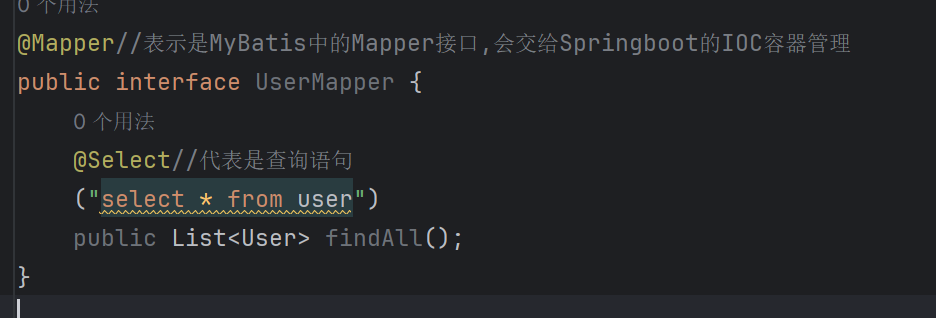 0 个用法
@Mapper//表示是MyBatis中的Mapper接口,会交给Springboot的IOC容器管理
public interface UserMapper {
0 个用法
@Select//代表是查询语句
("select * from user")
public List<User> findAll();
}